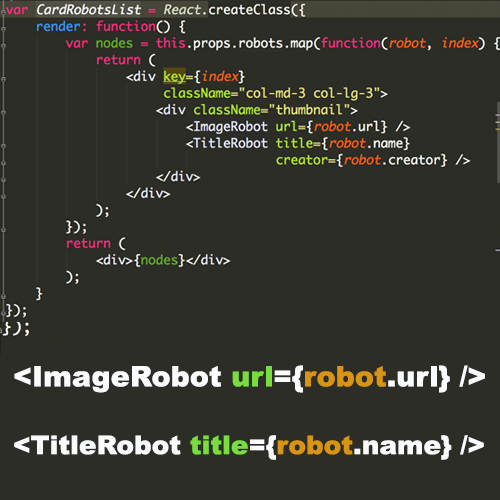 var CardRobotsList = React.createClass({
render: function() {
var nodes = this.props.robots.map(function(robot, index) {
return (
<div key={index}
className="col-md-3 col-lg-3">
<div className="thumbnail">
<ImageRobot url={robot.url} />
<TitleRobot title={robot.name}
creator={robot.creator} />
</div>
</div>
);
});
return (
<div>{nodes}</div>
);
}
});
});
<ImageRobot url={robot.url} />
<TitleRobot title={robot.name} />